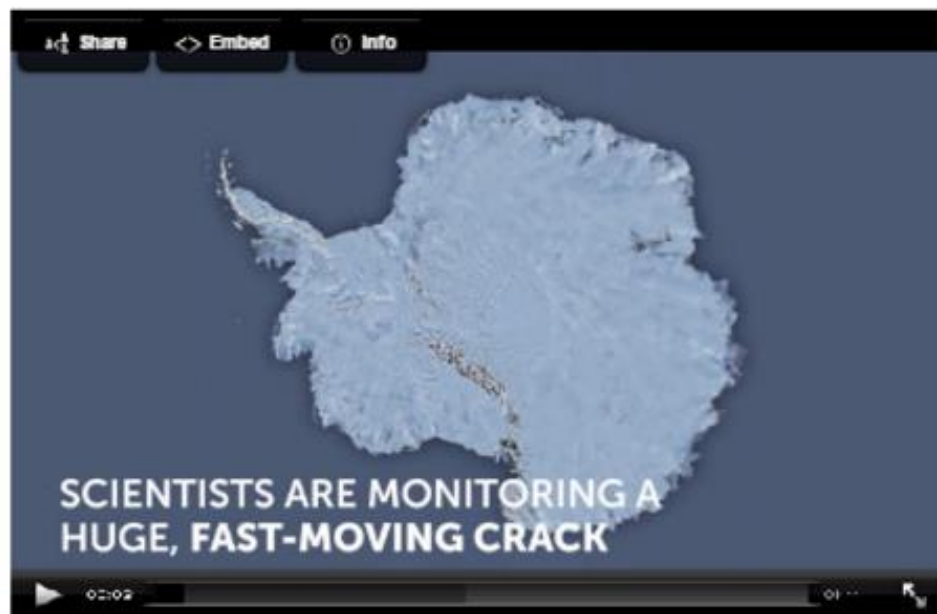 Share
Embed
Info
SCIENTISTS ARE MONITORING A
HUGE, FAST-MOVING CRACK